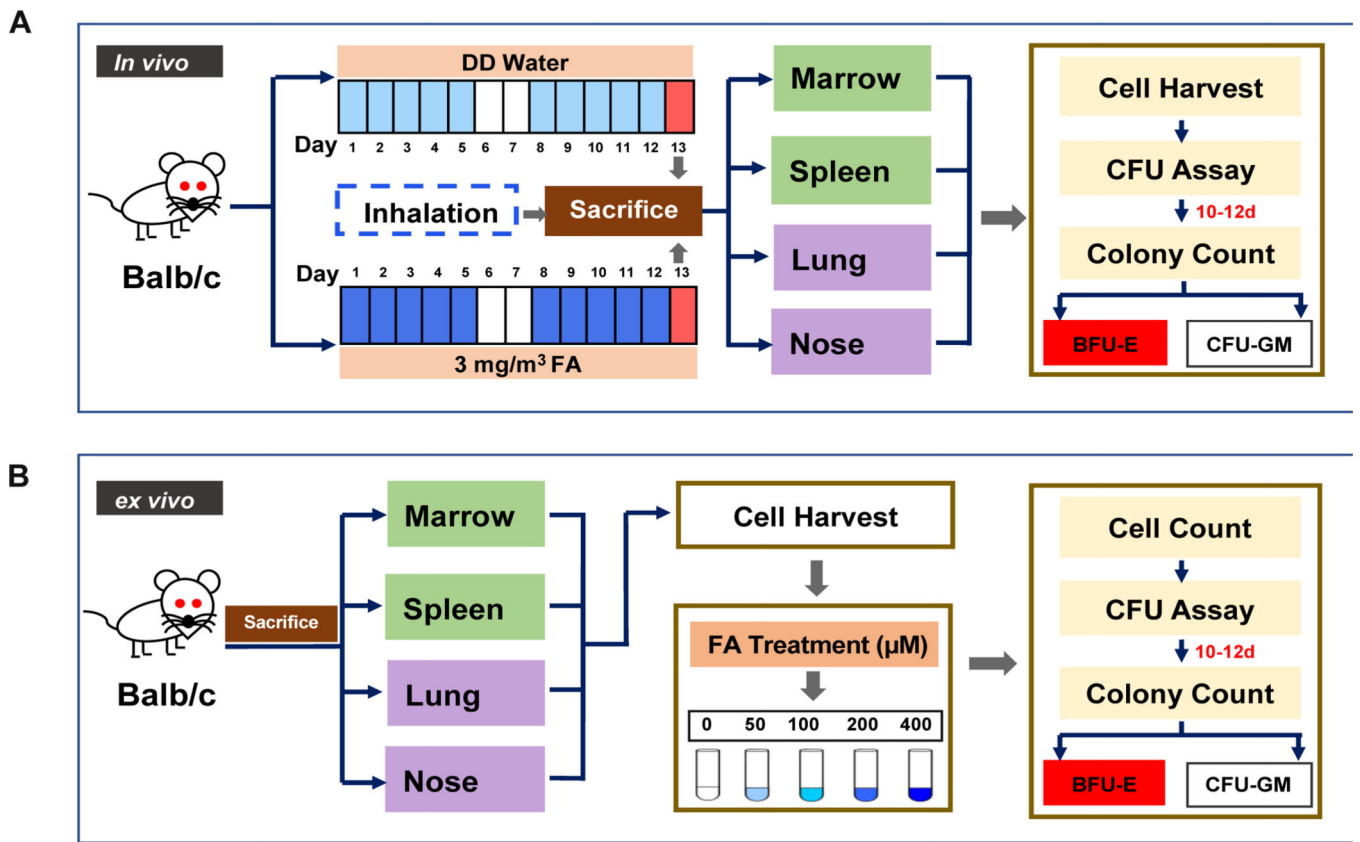 A
In vivo
Balb/c
DD Water
Day 1 2 3 4 5 6 7 8 9 10 11 12 13
Inhalation
Sacrifice
Day 1 2 3 4 5 6 7 8 9 10 11 12 13
3 mg/m³ FA
Marrow
Spleen
Lung
Nose
Cell Harvest
CFU Assay
10-12d
Colony Count
BFU-E
CFU-GM
B
ex vivo
Balb/c
Sacrifice
Marrow
Spleen
Lung
Nose
Cell Harvest
FA Treatment (µM)
0 50 100 200 400
Cell Count
CFU Assay
10-12d
Colony Count
BFU-E
CFU-GM